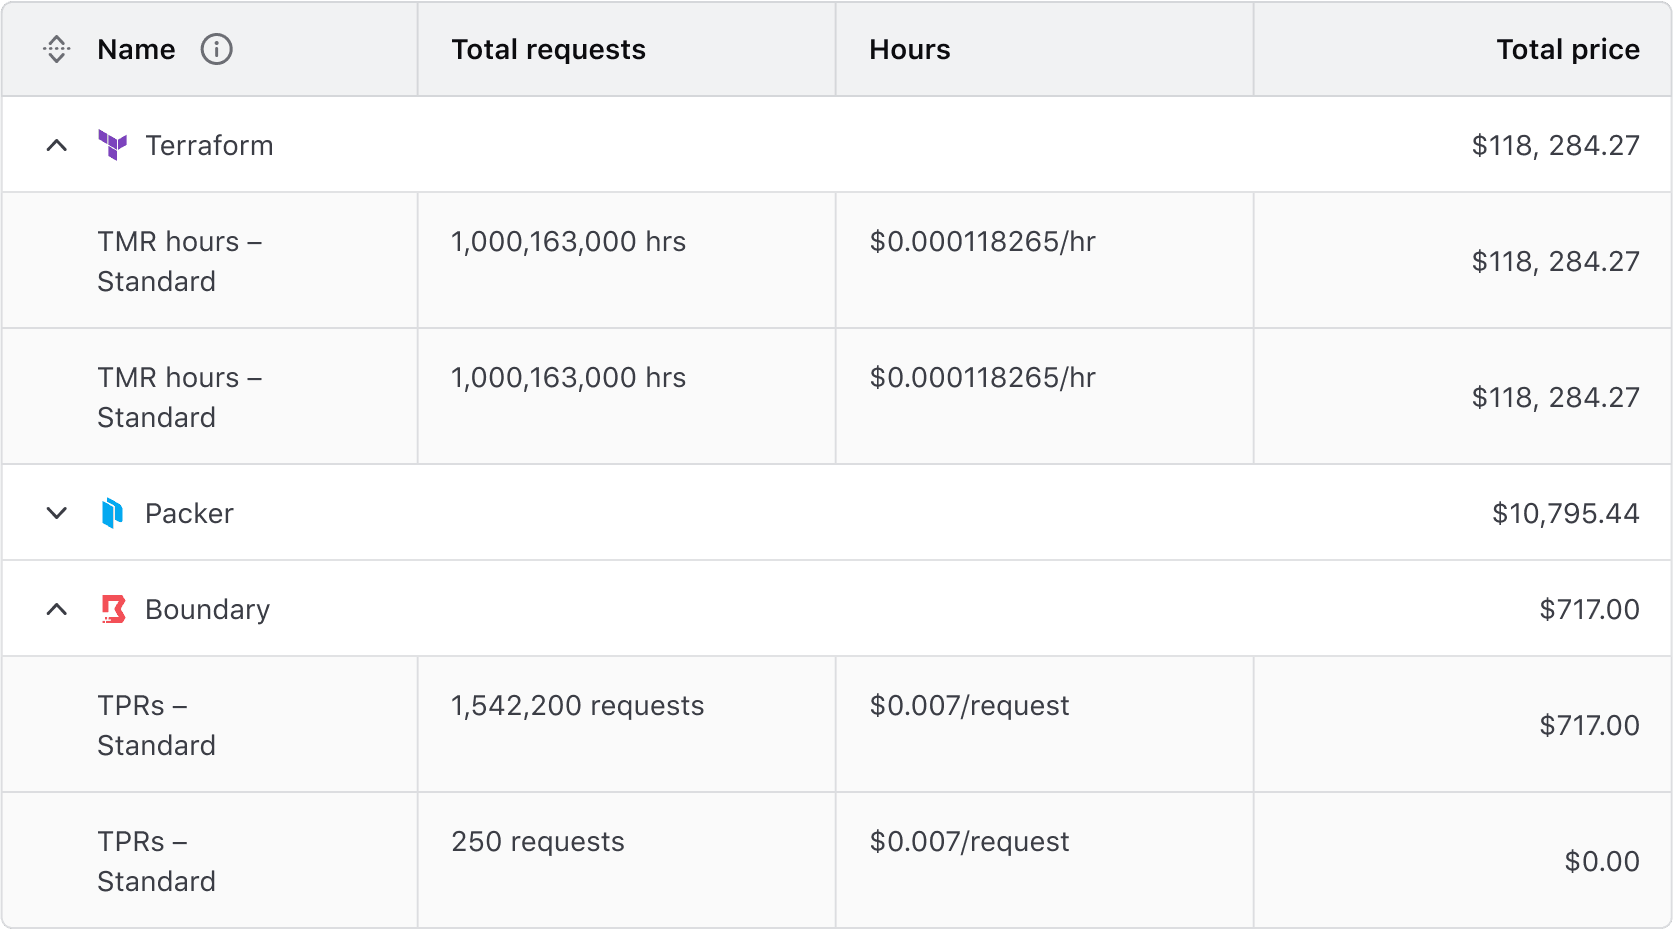 Name
Total requests
Hours
Total price
Terraform
$118, 284.27
TMR hours –
Standard
1,000,163,000 hrs
$0.000118265/hr
$118, 284.27
TMR hours –
Standard
1,000,163,000 hrs
$0.000118265/hr
$118, 284.27
Packer
$10,795.44
Boundary
$717.00
TPRs –
Standard
1,542,200 requests
$0.007/request
$717.00
TPRs –
Standard
250 requests
$0.007/request
$0.00